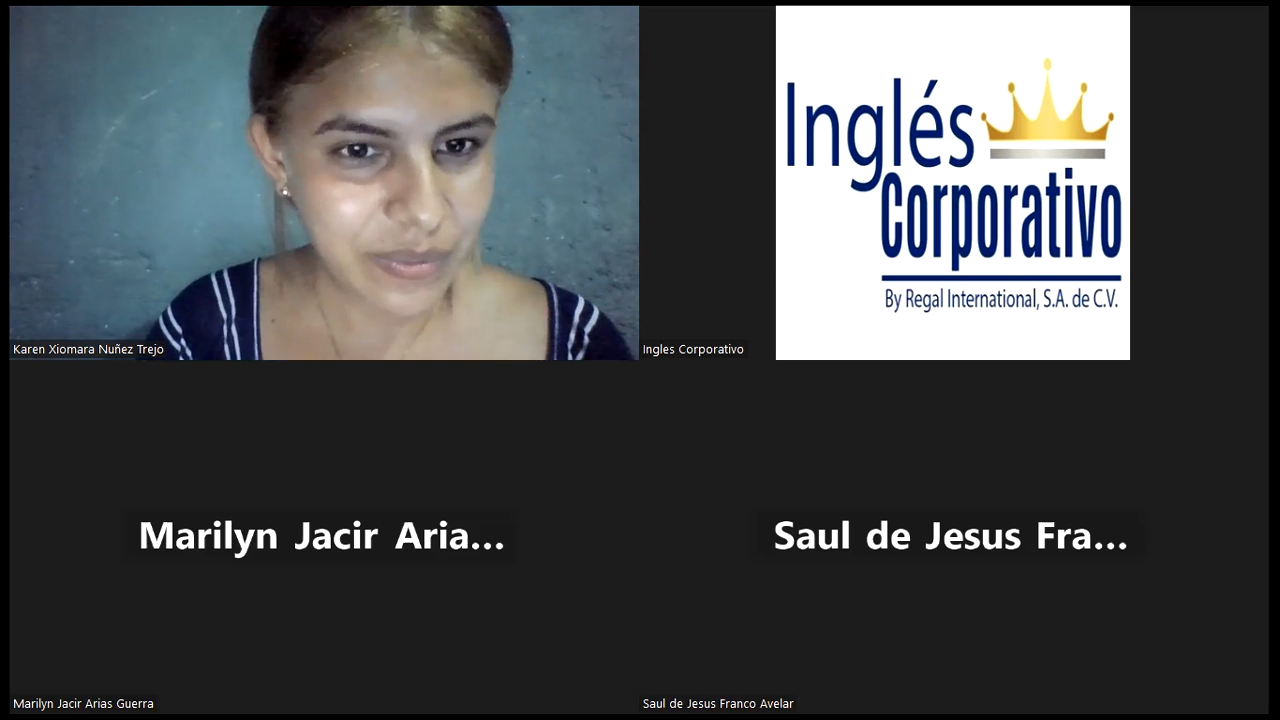 Inglés
Corporativo
By Regal International, S.A. de C.V.
Karen Xiomara Nuñez Trejo
Ingles Corporativo
Marilyn Jacir Aria...
Saul de Jesus Fra...
Marilyn Jacir Arias Guerra
Saul de Jesus Franco Avelar